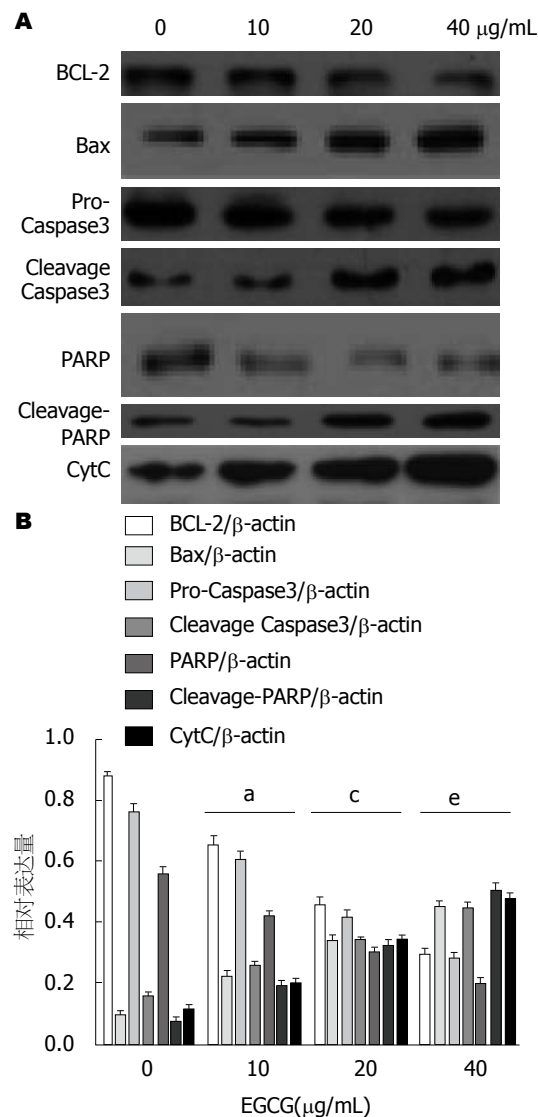 A
0 10 20 40 μg/mL
BCL-2
Bax
Pro-
Caspase3
Cleavage
Caspase3
PARP
Cleavage-
PARP
CytC
B
BCL-2/β-actin
Bax/β-actin
Pro-Caspase3/β-actin
Cleavage Caspase3/β-actin
PARP/β-actin
Cleavage-PARP/β-actin
CytC/β-actin
1.0
0.8
0.6
0.4
0.2
0.0
相对表达量
a c e
0 10 20 40
EGCG(μg/mL)